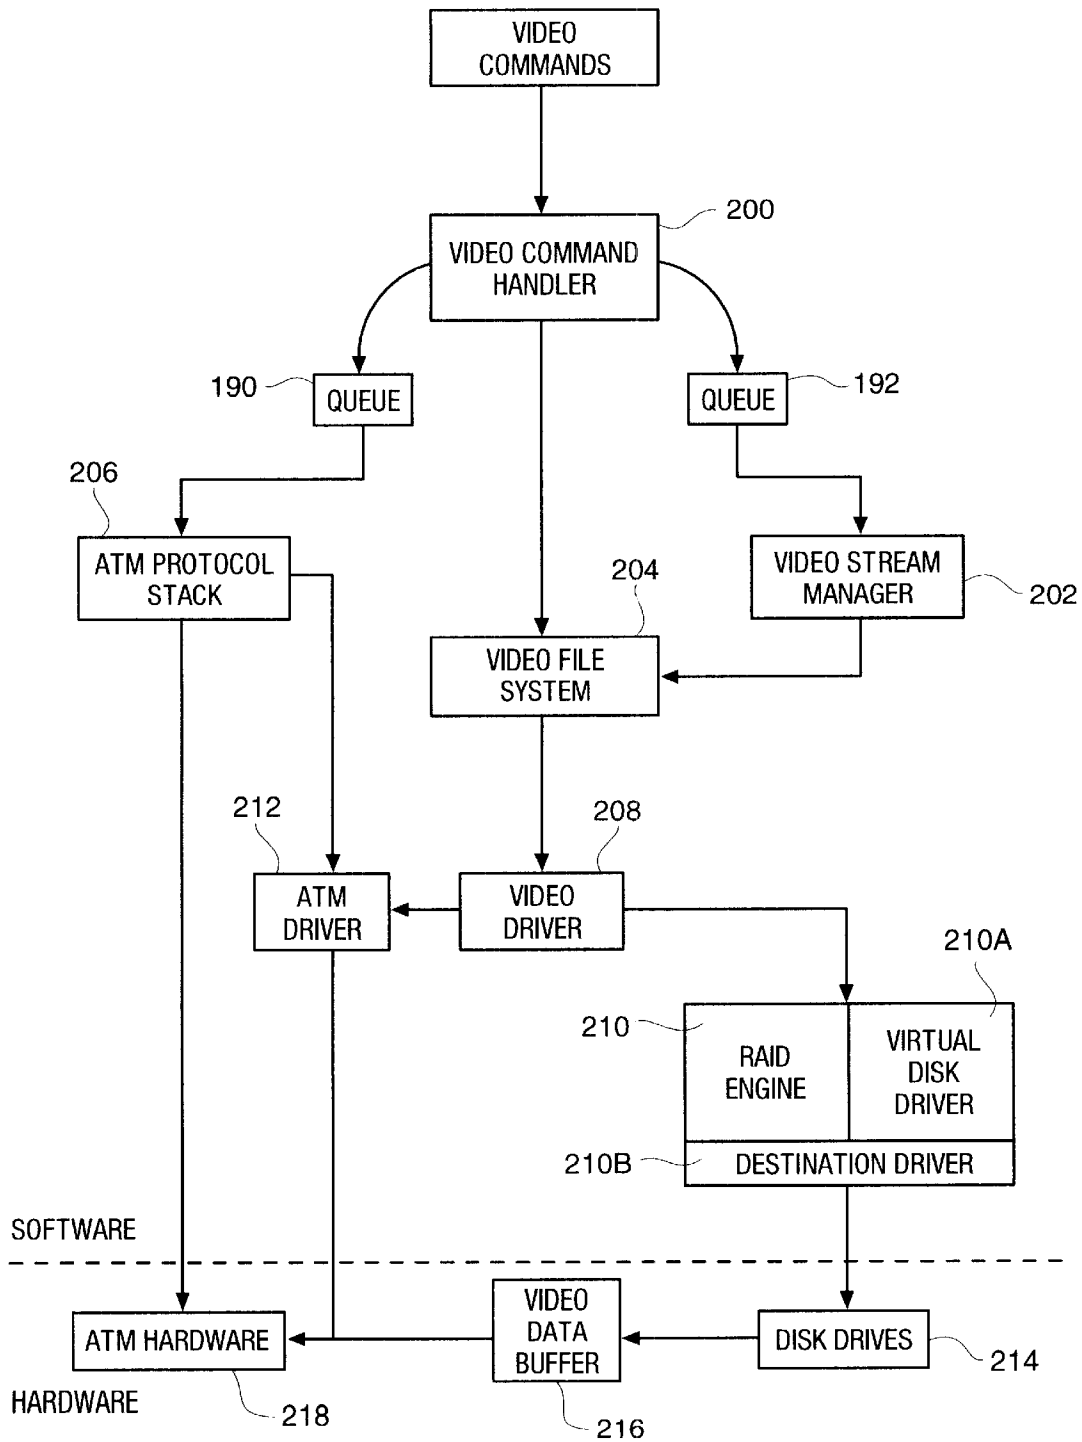 VIDEO
COMMANDS
200
VIDEO COMMAND
HANDLER
190
QUEUE
QUEUE
192
206
ATM PROTOCOL
STACK
204
VIDEO STREAM
MANAGER
202
VIDEO FILE
SYSTEM
212
208
ATM
DRIVER
VIDEO
DRIVER
210A
210
RAID
ENGINE
VIRTUAL
DISK
DRIVER
210B
DESTINATION DRIVER
SOFTWARE
ATM HARDWARE
VIDEO
DATA
BUFFER
DISK DRIVES
214
HARDWARE
218
216